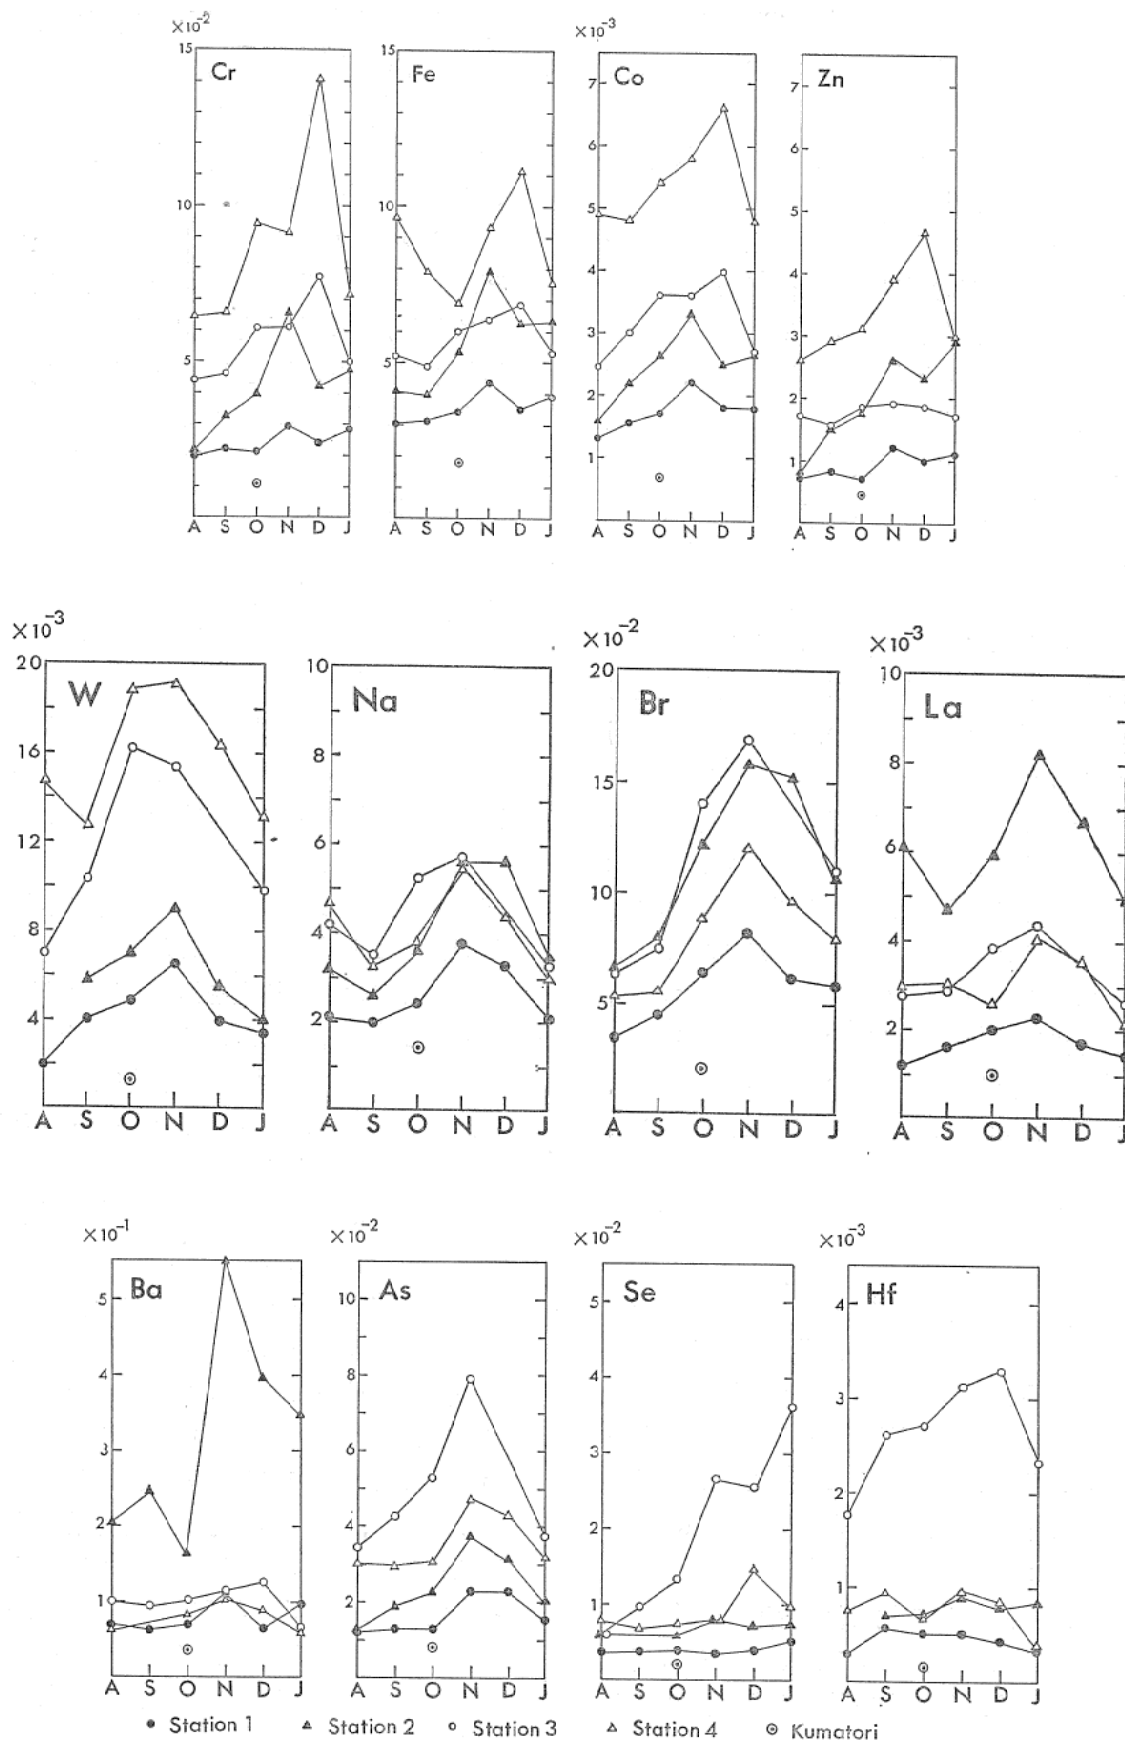 ×10⁻² ×10⁻³
15 Cr 10 5 A S O N D J
15 Fe 10 5 A S O N D J
Co 7 6 5 4 3 2 1 A S O N D J
Zn 7 6 5 4 3 2 1 A S O N D J
×10⁻³ ×10⁻² ×10⁻³
20 W 16 12 8 4 A S O N D J
10 Na 8 6 4 2 A S O N D J
20 Br 15 10 5 A S O N D J
10 La 8 6 4 2 A S O N D J
×10⁻¹ ×10⁻² ×10⁻² ×10⁻³
Ba 5 4 3 2 1 A S O N D J
As 10 8 6 4 2 A S O N D J
Se 5 4 3 2 1 A S O N D J
Hf 4 3 2 1 A S O N D J
Station 1 Station 2 Station 3 Station 4 Kumatori